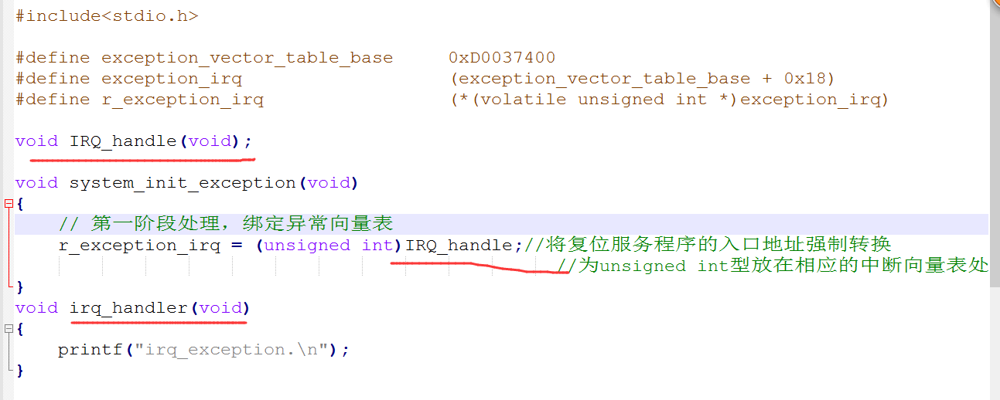 #include<stdio.h>
#define exception_vector_table_base 0xD0037400
#define exception_irq (exception_vector_table_base + 0x18)
#define r_exception_irq (*(volatile unsigned int *)exception_irq)
void IRQ_handle(void);
void system_init_exception(void)
{
// 第一阶段处理，绑定异常向量表
r_exception_irq = (unsigned int)IRQ_handle;//将复位服务程序的入口地址强制转换
//为unsigned int型放在相应的中断向量表处
}
void irq_handler(void)
{
printf("irq_exception.\n");
}